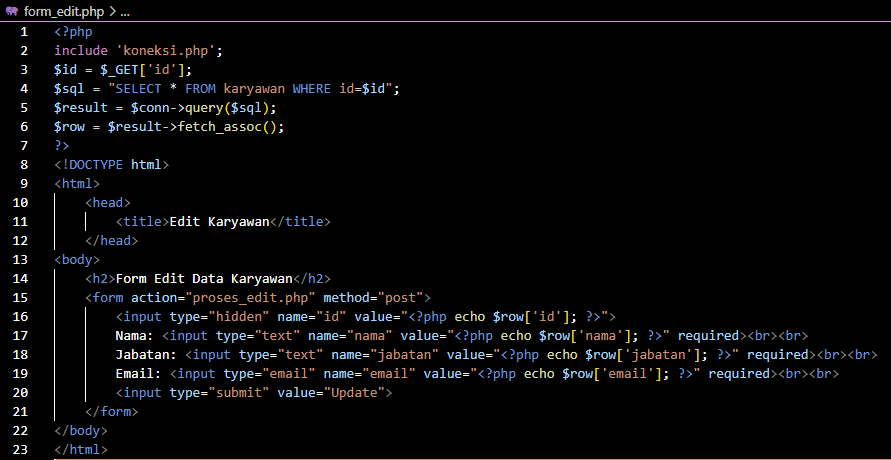 form_edit.php > ...
1 <?php
2 include 'koneksi.php';
3 $id = $_GET['id'];
4 $sql = "SELECT * FROM karyawan WHERE id=$id";
5 $result = $conn->query($sql);
6 $row = $result->fetch_assoc();
7 ?>
8 <!DOCTYPE html>
9 <html>
10     <head>
11         <title>Edit Karyawan</title>
12     </head>
13 <body>
14     <h2>Form Edit Data Karyawan</h2>
15     <form action="proses_edit.php" method="post">
16         <input type="hidden" name="id" value="<?php echo $row['id']; ?>">
17         Nama: <input type="text" name="nama" value="<?php echo $row['nama']; ?>" required><br><br>
18         Jabatan: <input type="text" name="jabatan" value="<?php echo $row['jabatan']; ?>" required><br><br>
19         Email: <input type="email" name="email" value="<?php echo $row['email']; ?>" required><br><br>
20         <input type="submit" value="Update">
21     </form>
22 </body>
23 </html>